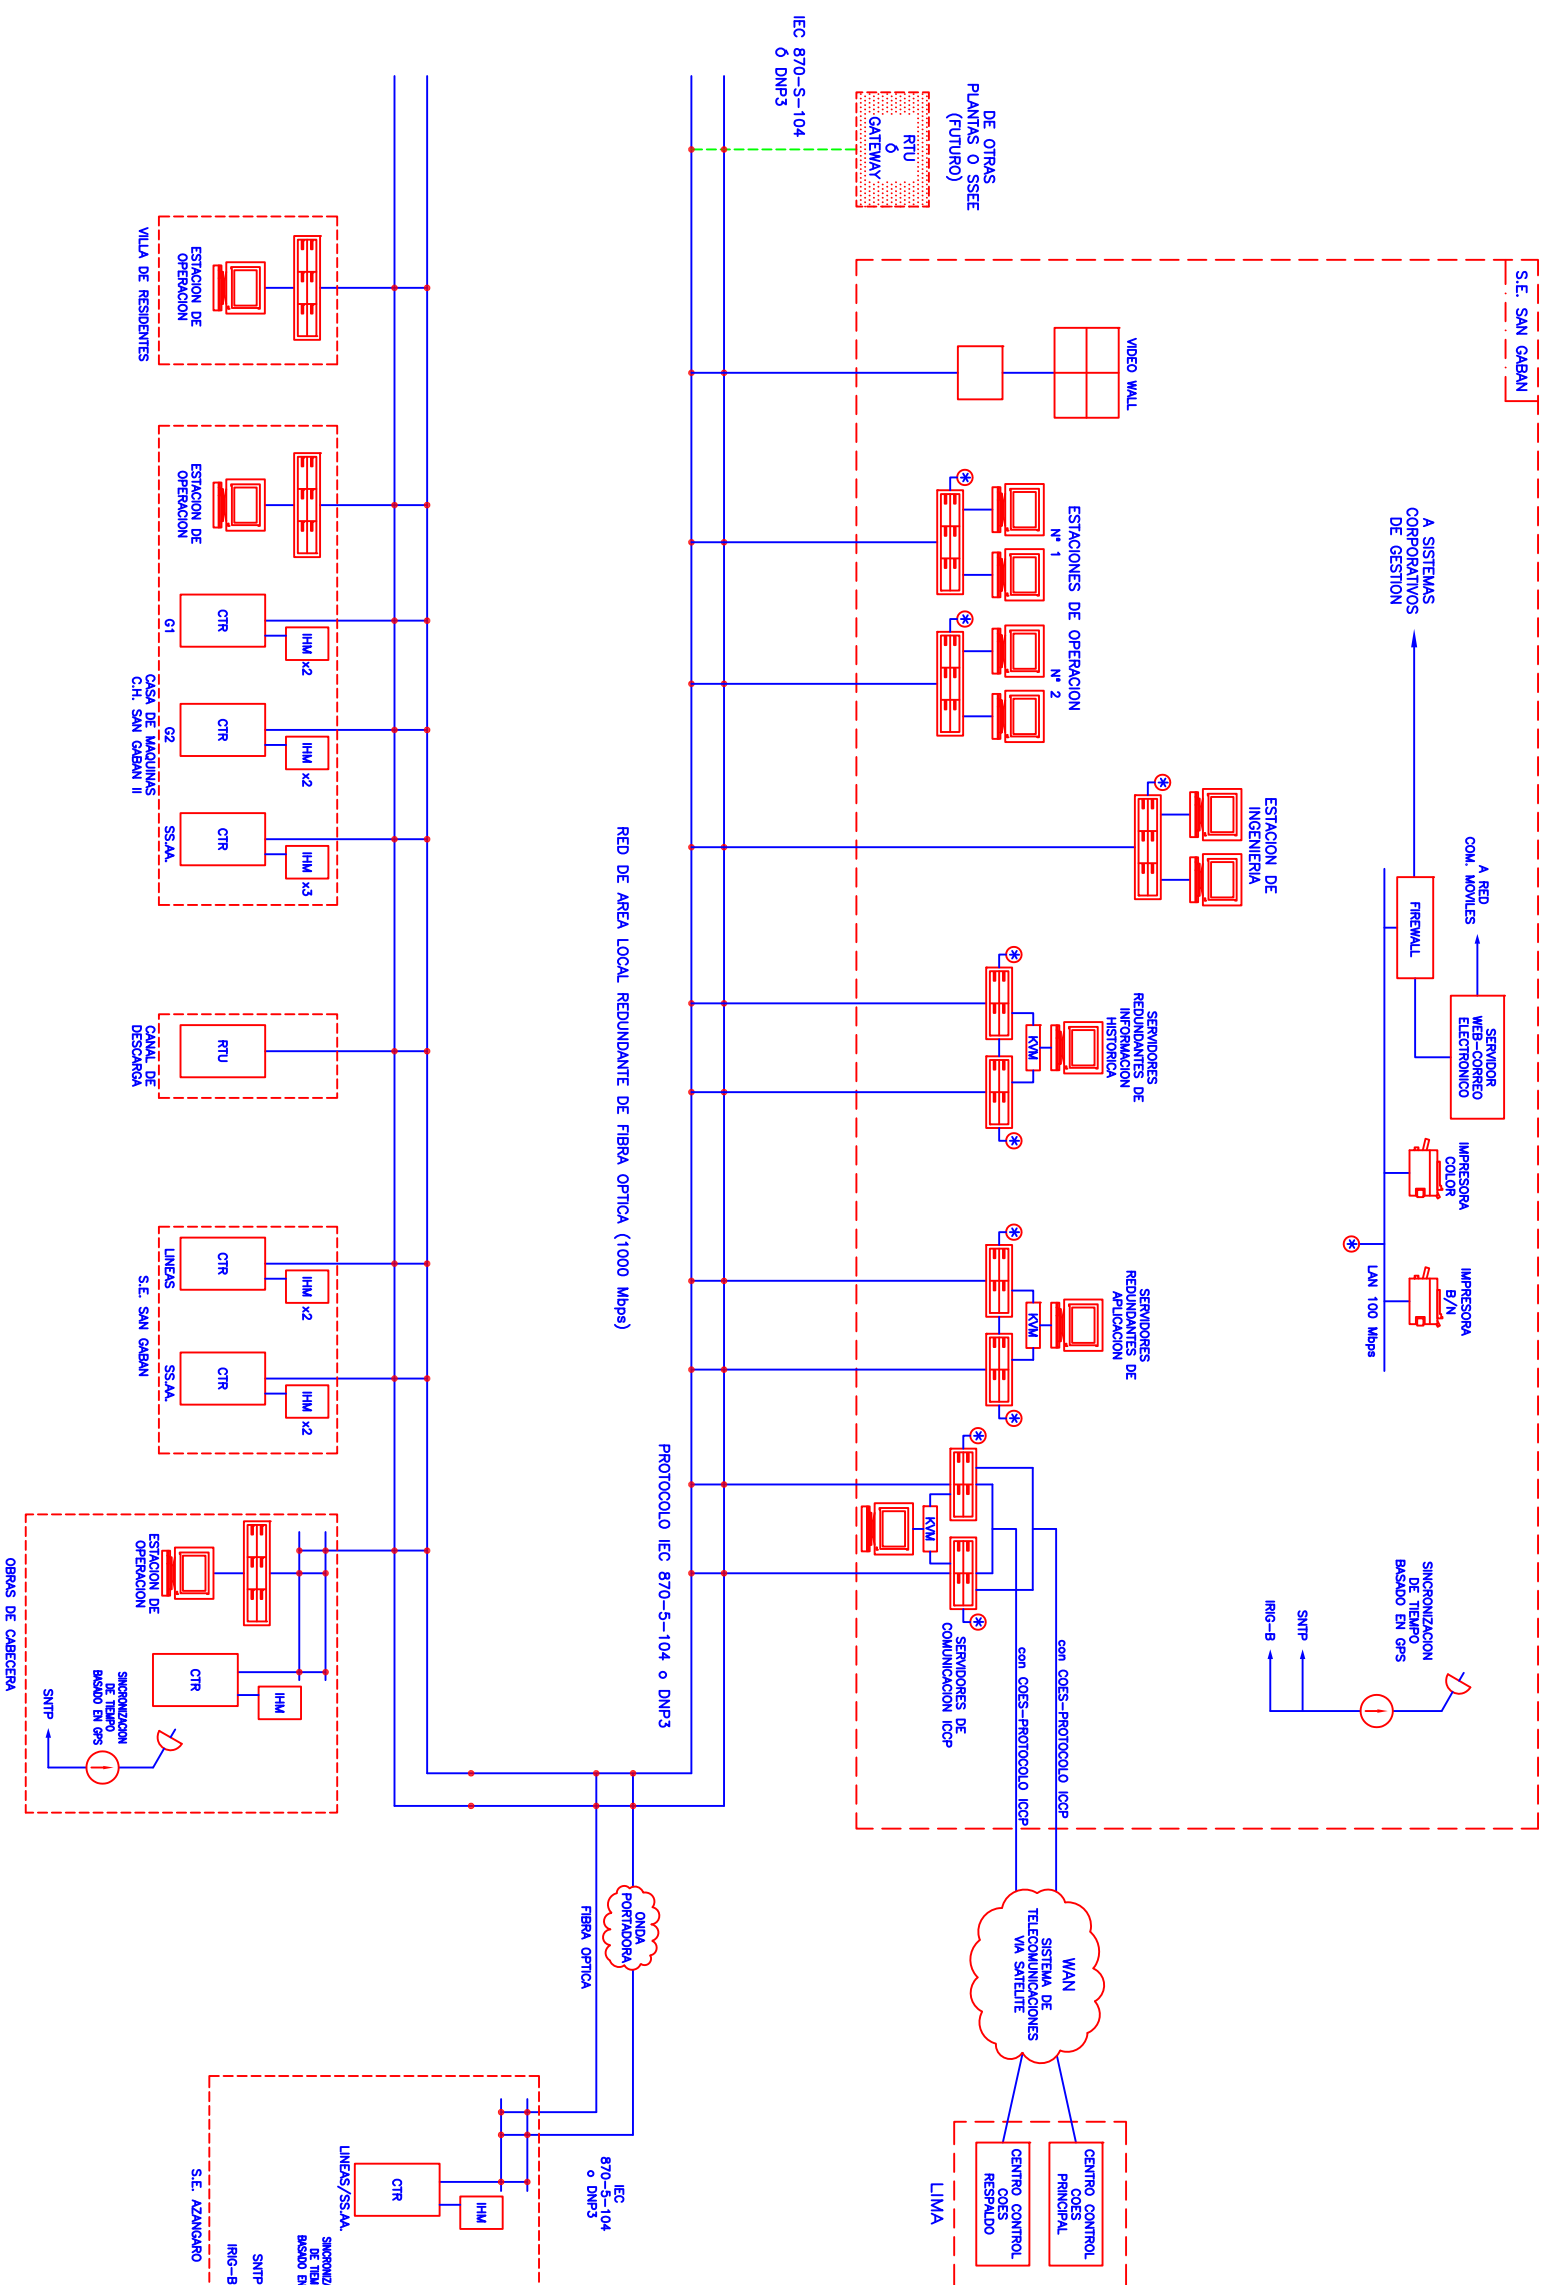 S.E. SAN GABAN
A SISTEMAS
CORPORATIVOS
DE GESTION
A RED
COM. MOVILES
FIREWALL
SERVIDOR
WEB-CORREO
ELECTRONICO
IMPRESORA
COLOR
IMPRESORA
B/N
LAN 100 Mbps
SINCRONIZACION
DE TIEMPO
BASADO EN GPS
SNTP
IRIG-B
VIDEO WALL
ESTACIONES DE OPERACION
N° 1
N° 2
ESTACION DE
INGENIERIA
SERVIDORES
REDUNDANTES DE
INFORMACION
HISTORICA
KVM
SERVIDORES
REDUNDANTES DE
APLICACION
KVM
KVM
SERVIDORES DE
COMUNICACION ICCP
con COES-PROTOCOLO ICCP
con COES-PROTOCOLO ICCP
WAN
SISTEMA DE
TELECOMUNICACIONES
VIA SATELITE
CENTRO CONTROL
COES
PRINCIPAL
CENTRO CONTROL
COES
RESPALDO
LIMA
DE OTRAS
PLANTAS O SSEE
(FUTURO)
RTU
ó
GATEWAY
IEC 870-S-104
ó DNP3
RED DE AREA LOCAL REDUNDANTE DE FIBRA OPTICA (1000 Mbps)
PROTOCOLO IEC 870-5-104 o DNP3
ONDA
PORTADORA
FIBRA OPTICA
IEC
870-5-104
o DNP3
ESTACION DE
OPERACION
VILLA DE RESIDENTES
ESTACION DE
OPERACION
CTR
IHM
x2
G1
CTR
IHM
x2
G2
CTR
IHM
x3
SS.AA.
CASA DE MAQUINAS
C.H. SAN GABAN II
RTU
CANAL DE
DESCARGA
CTR
IHM
x2
LINEAS
CTR
IHM
x2
SS.AA.
S.E. SAN GABAN
ESTACION DE
OPERACION
CTR
IHM
SINCRONIZACION
DE TIEMPO
BASADO EN GPS
SNTP
OBRAS DE CABECERA
CTR
IHM
LINEAS/SS.AA.
SINCRONIZA
DE TIEM
BASADO EN
SNTP
IRIG-B
S.E. AZANGARO